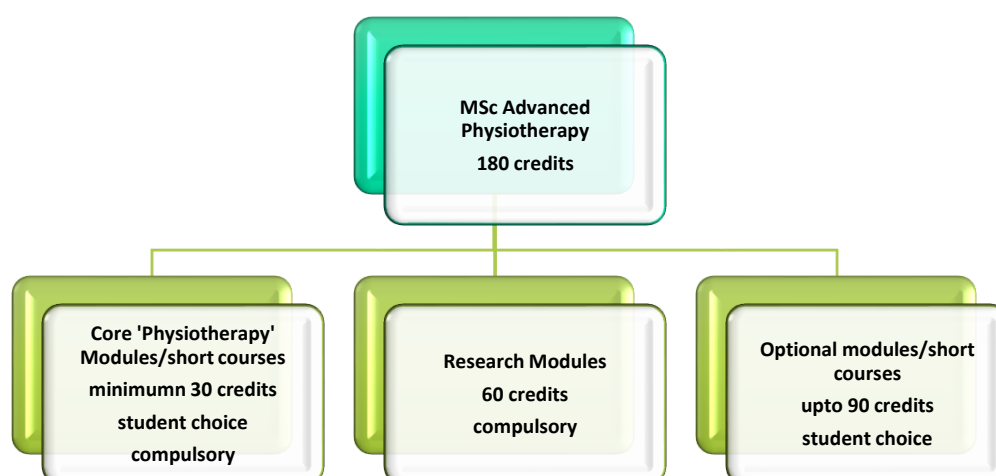 MSc Advanced
Physiotherapy
180 credits
Core 'Physiotherapy'
Modules/short courses
minimumn 30 credits
student choice
compulsory
Research Modules
60 credits
compulsory
Optional modules/short
courses
upto 90 credits
student choice